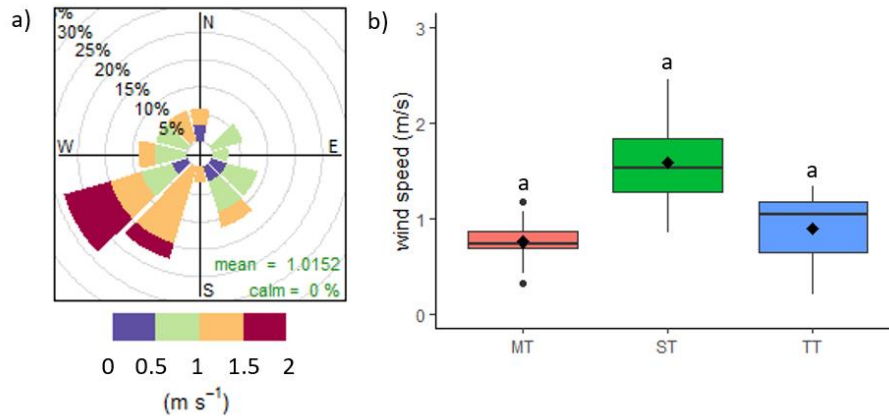 a)
N
30%
25%
20%
15%
10%
5%
W
E
S
mean = 1.0152
calm = 0 %
0 0.5 1 1.5 2
(m s⁻¹)
b)
wind speed (m/s)
3
2
1
0
a
a
a
MT
ST
TT